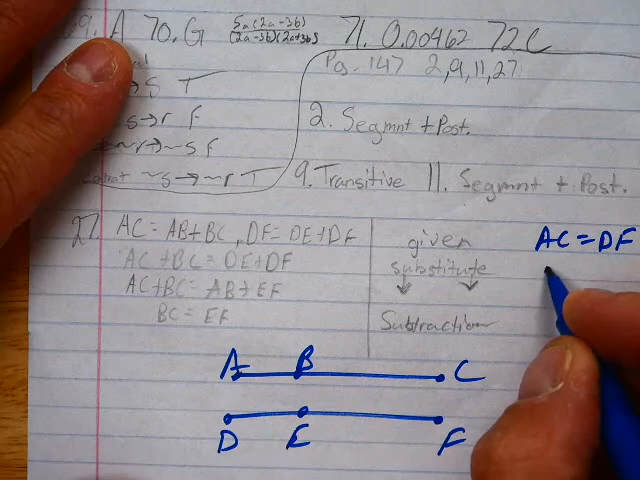 9. A 70. G 5a(2a-3b) 71. 0.00462 72 C
(2a-3b)(2a+3b)
Pg. 147 2, 9, 11, 27
→S T
~s→r F
~r→~s F
~s→~r T
2. Segmnt + Post.
9. Transitive 11. Segmnt + Post.
27. AC = AB+BC, DF = DE+DF given AC = DF
AC+BC = DE+DF substitute
AC+BC = AB+EF ↓ ↓
BC = EF Subtraction
A B C
D E F